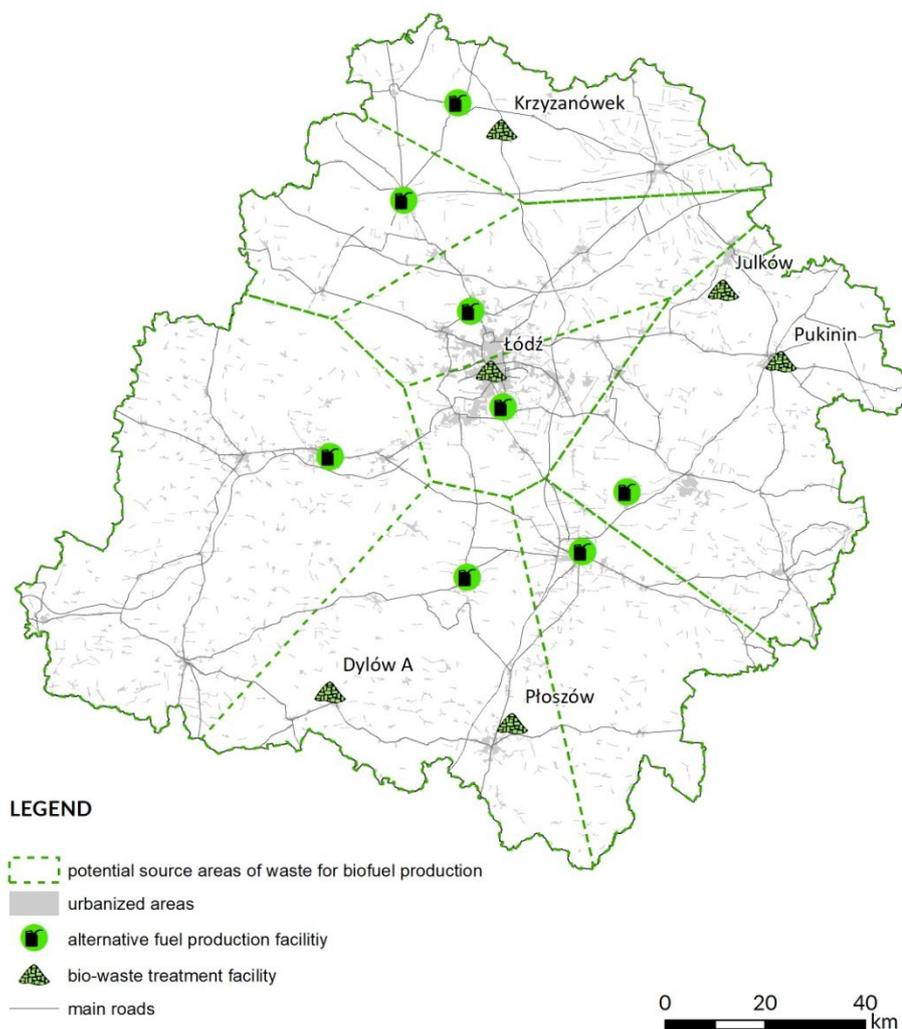 Krzyzanówek
Julków
Pukinin
Łódź
Dylów A
Płoszów
LEGEND
potential source areas of waste for biofuel production
urbanized areas
alternative fuel production facilitiy
bio-waste treatment facility
main roads
0 20 40
km